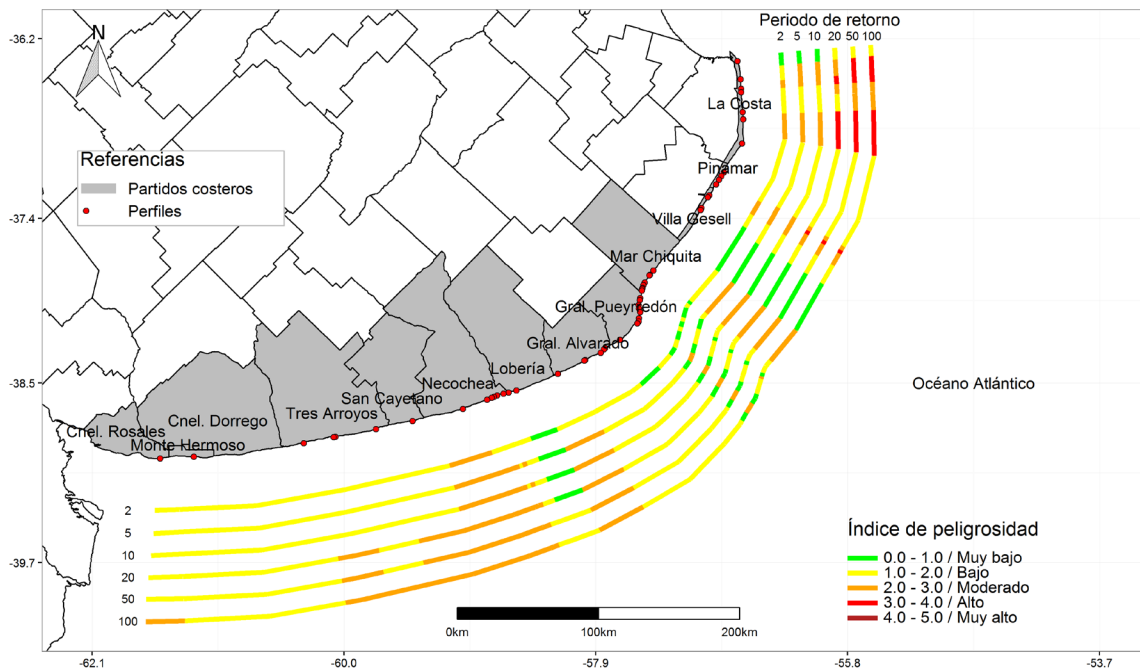 Periodo de retorno
2 5 10 20 50 100
-36.2
N
La Costa
Referencias
Partidos costeros
Perfiles
Pinamar
-37.4
Villa Gesell
Mar Chiquita
Gral. Pueyrredón
Gral. Alvarado
Lobería
-38.5
Necochea
Océano Atlántico
San Cayetano
Tres Arroyos
Cnel. Dorrego
Cnel. Rosales
Monte Hermoso
2
5
10
20
50
100
-39.7
Índice de peligrosidad
0.0 - 1.0 / Muy bajo
1.0 - 2.0 / Bajo
2.0 - 3.0 / Moderado
3.0 - 4.0 / Alto
4.0 - 5.0 / Muy alto
0km 100km 200km
-62.1 -60.0 -57.9 -55.8 -53.7